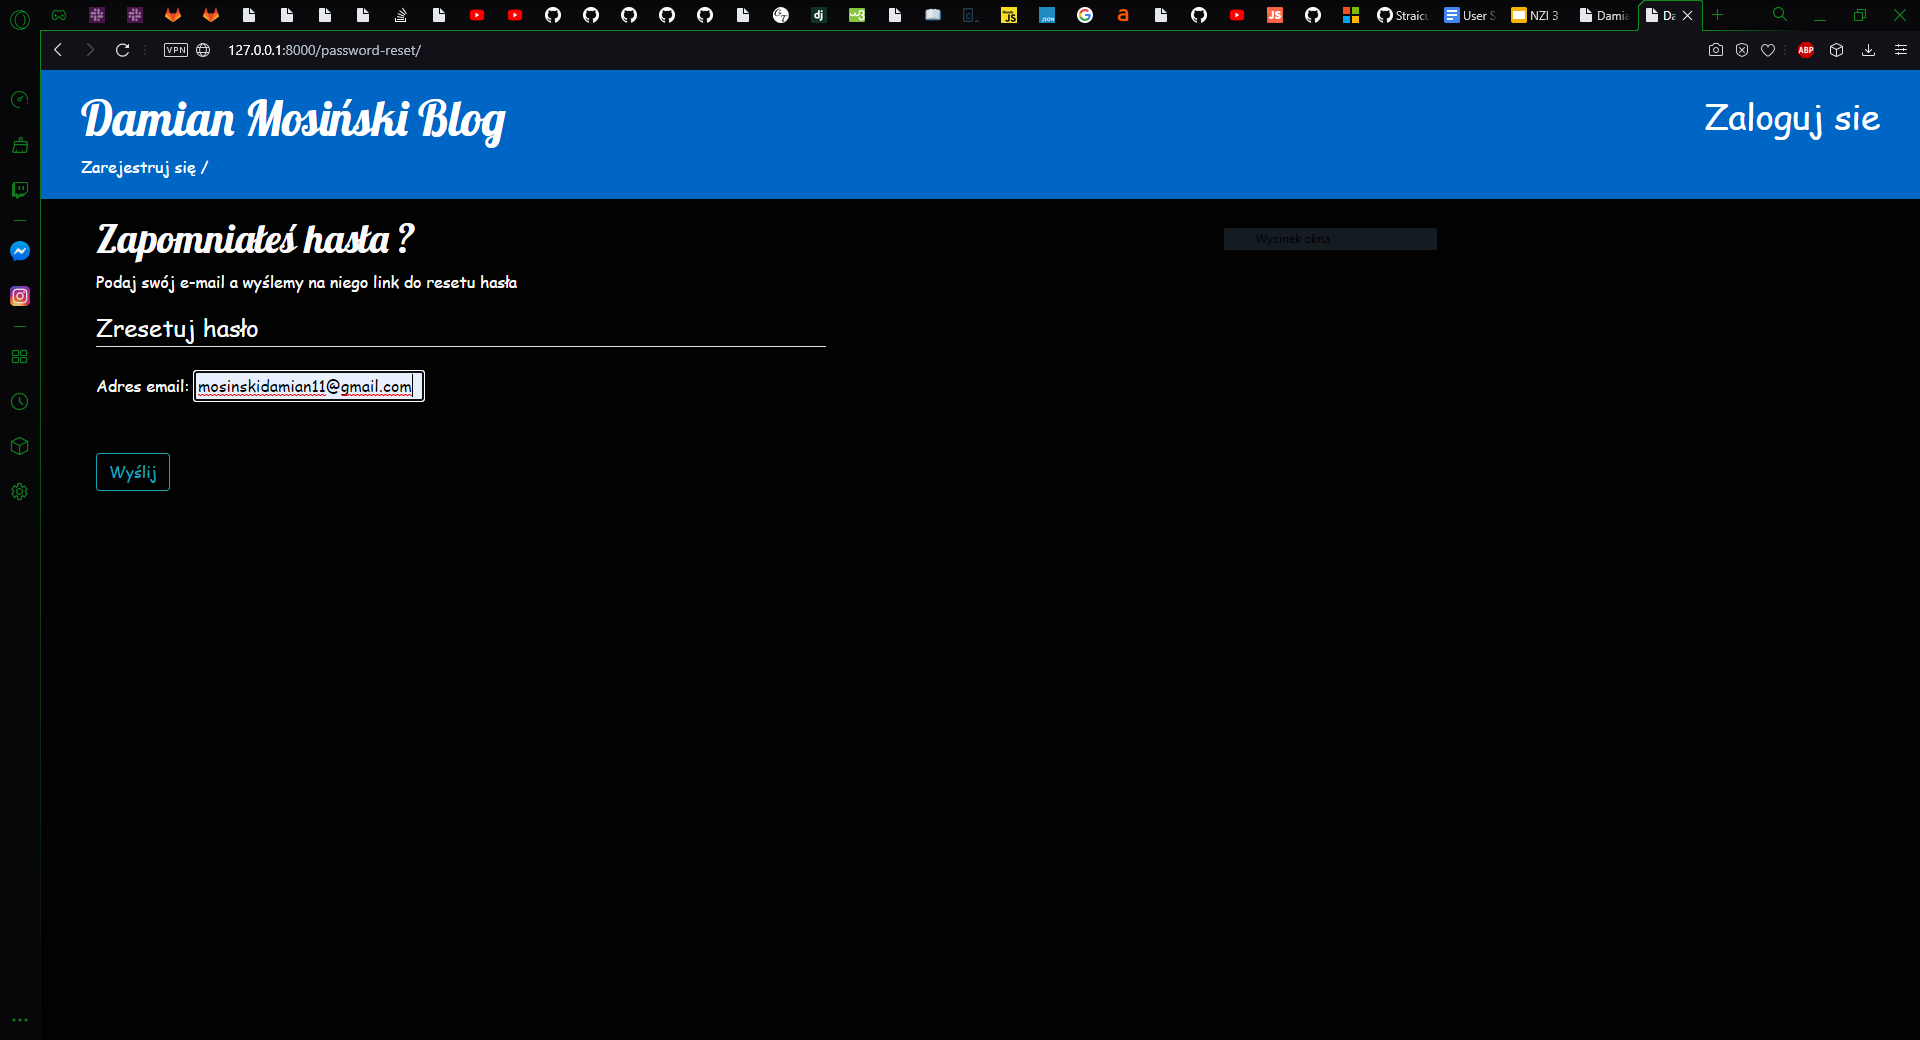 Straic
User S
NZI 3
Damia
Da
VPN
127.0.0.1:8000/password-reset/
ABP
Damian Mosiński Blog
Zaloguj sie
Zarejestruj się /
Zapomniałeś hasła ?
Wycinek okna
Podaj swój e-mail a wyślemy na niego link do resetu hasła
Zresetuj hasło
Adres email: mosinskidamian11@gmail.com
Wyślij